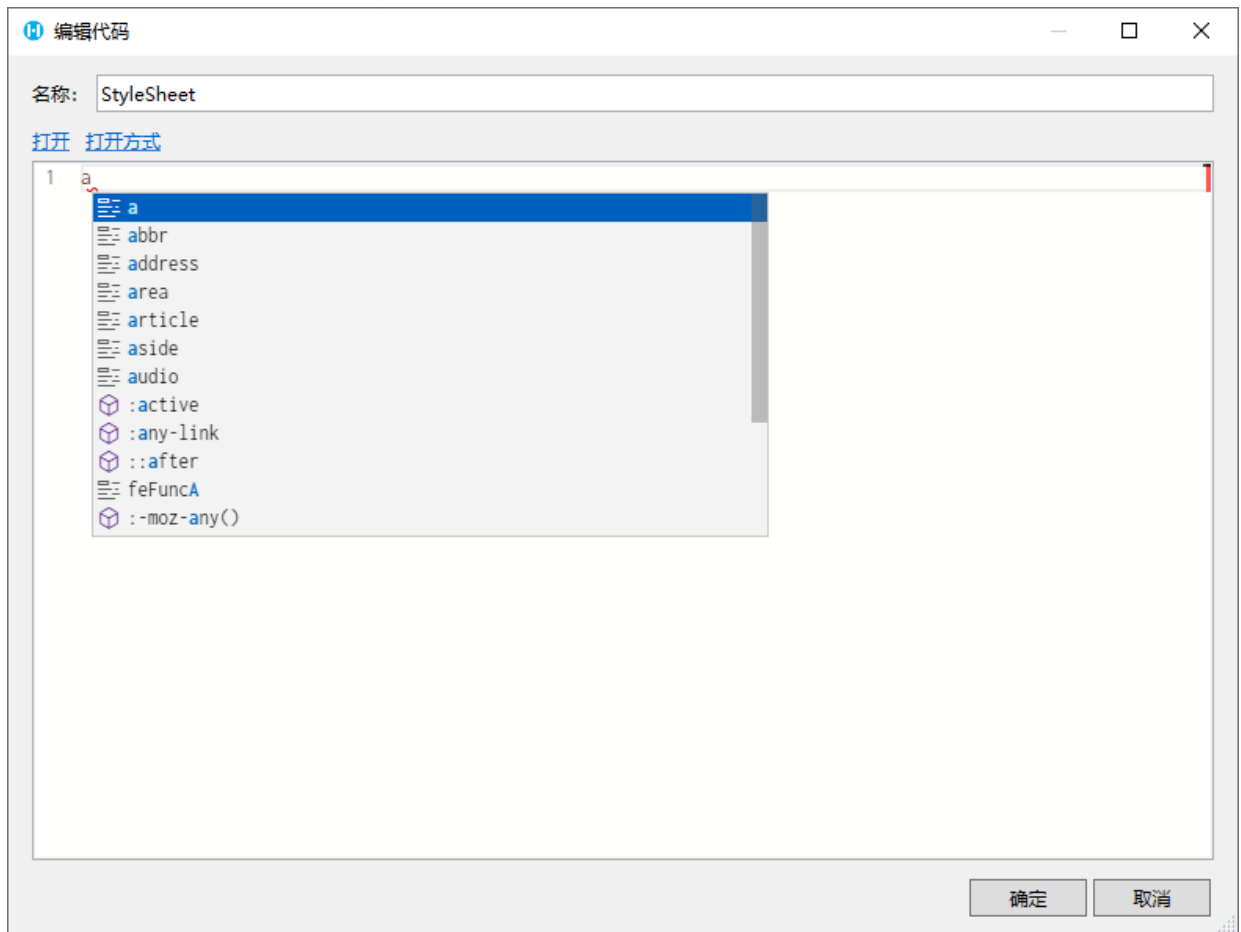 编辑代码
名称: StyleSheet
打开 打开方式
1 a
a
abbr
address
area
article
aside
audio
:active
:any-link
::after
feFuncA
:-moz-any()
确定 取消